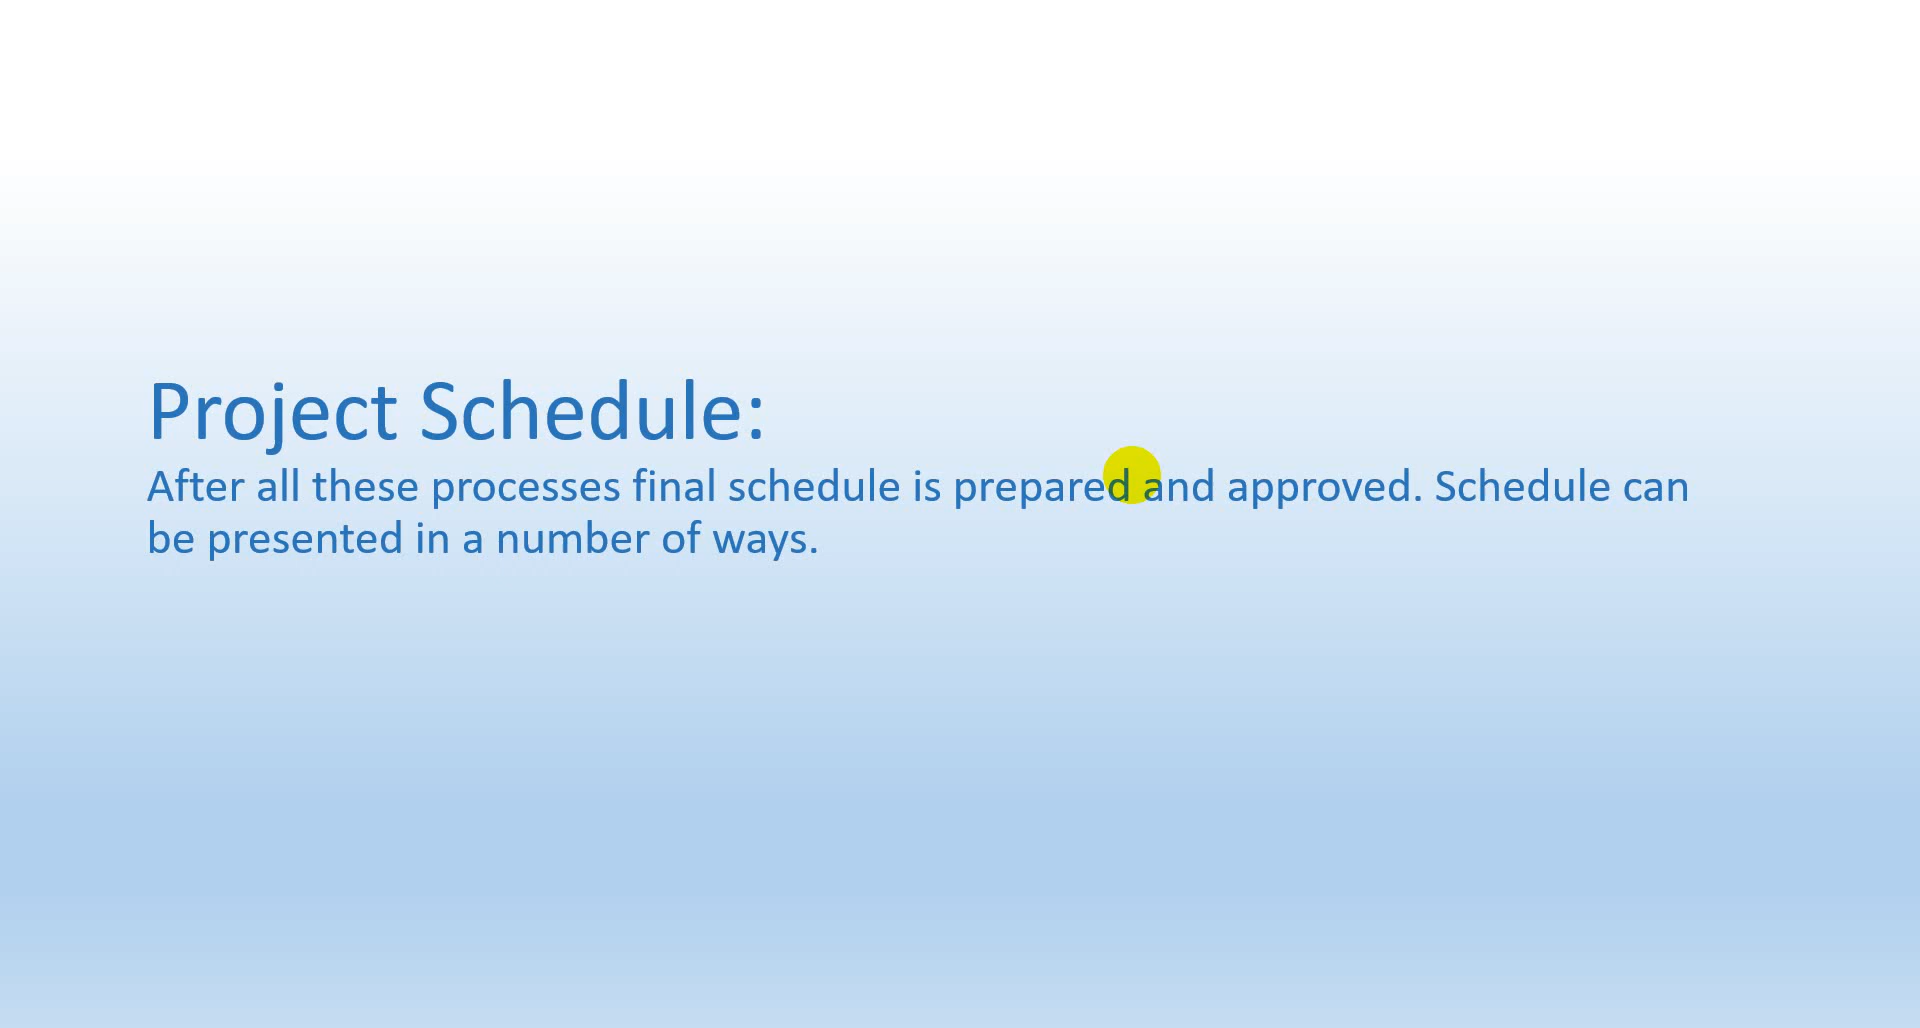 Project Schedule:
After all these processes final schedule is prepared and approved. Schedule can
be presented in a number of ways.